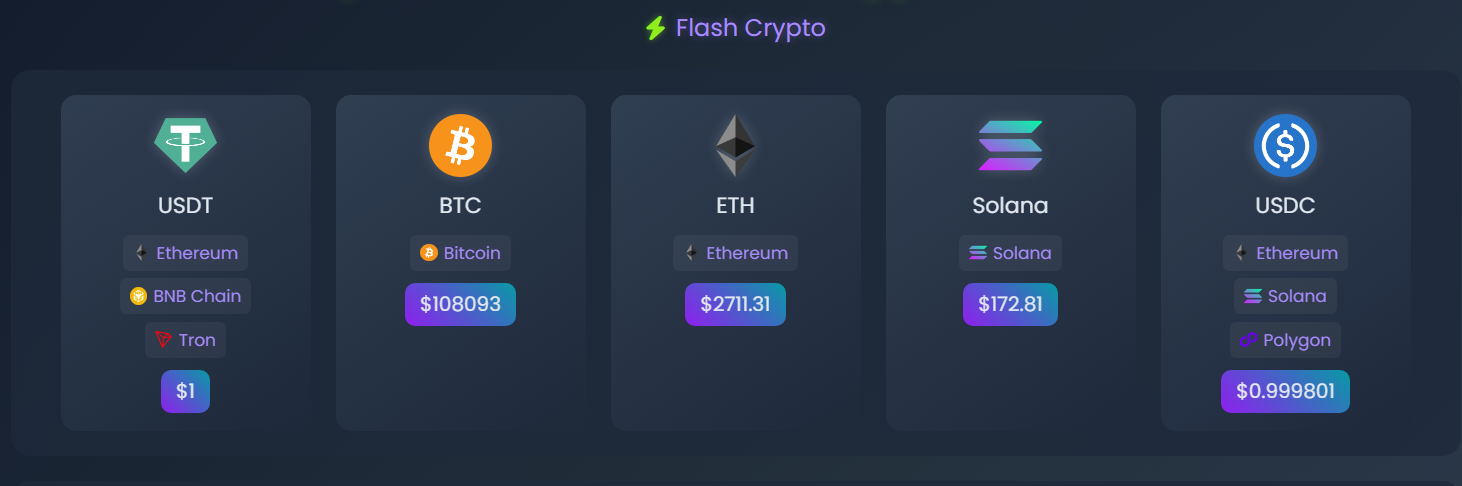 Flash Crypto
USDT
Ethereum
BNB Chain
Tron
$1
BTC
Bitcoin
$108093
ETH
Ethereum
$2711.31
Solana
Solana
$172.81
USDC
Ethereum
Solana
Polygon
$0.999801